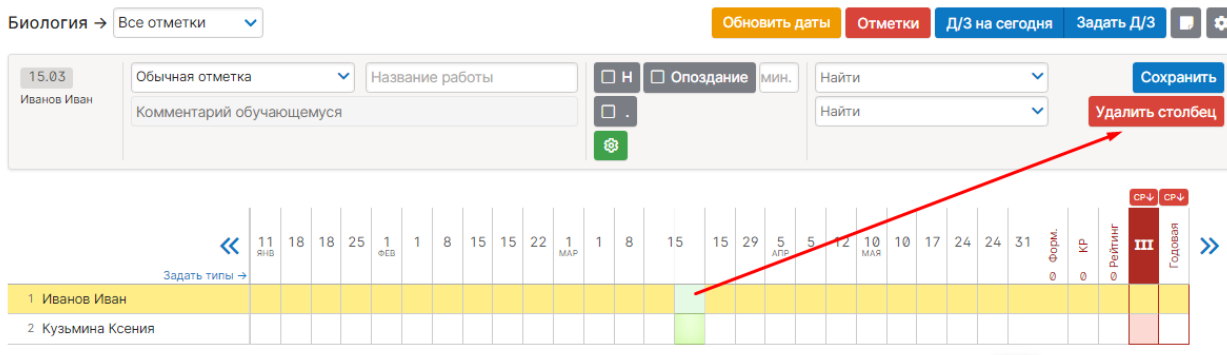 Биология → Все отметки Обновить даты Отметки Д/З на сегодня Задать Д/З
15.03 Обычная отметка Название работы Н Опоздание мин. Найти Сохранить
Иванов Иван Комментарий обучающемуся . Найти Удалить столбец
СР↓ СР↓
11 18 18 25 1 1 8 15 15 22 1 1 8 15 15 29 5 5 12 10 10 17 24 24 31 ⊘ Форм. ⊘ КР ⊘ Рейтинг III Годовая
ЯНВ ФЕВ МАР АПР МАЯ
Задать типы →
1 Иванов Иван
2 Кузьмина Ксения